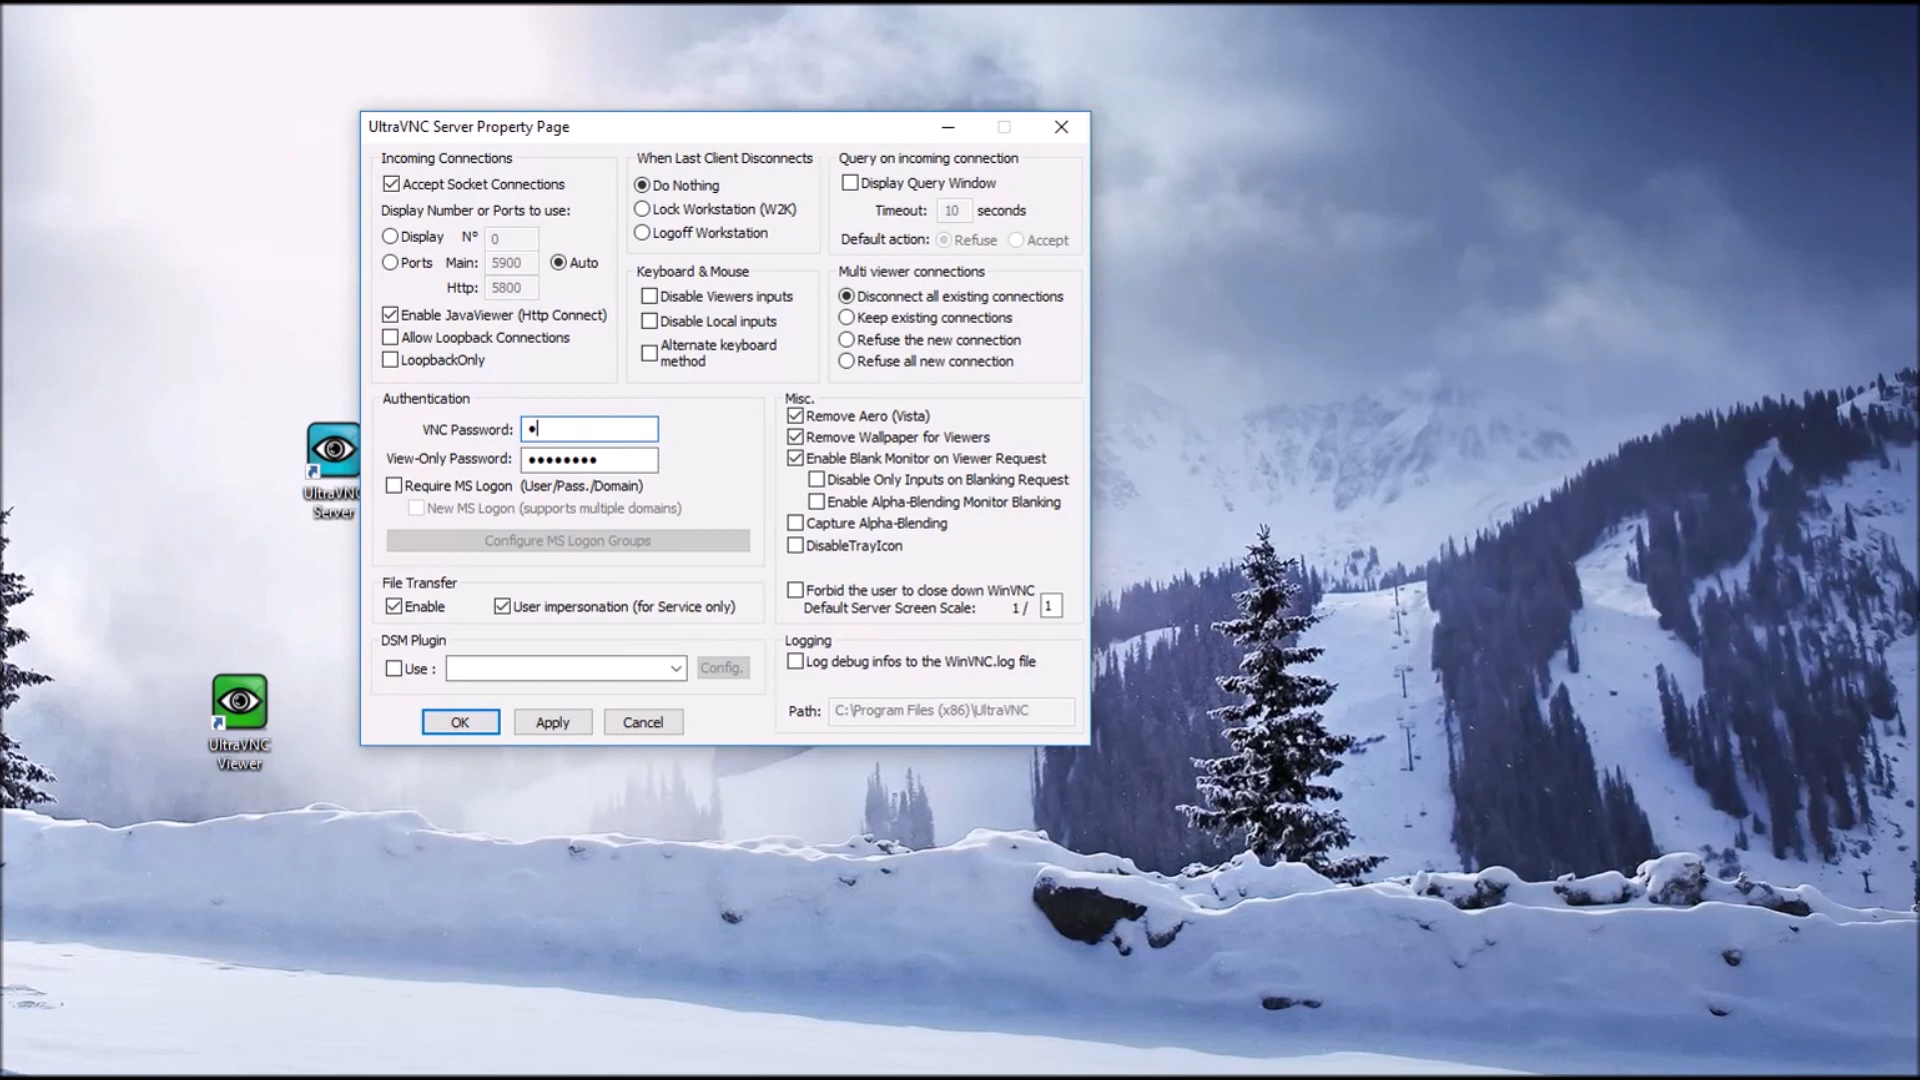 UltraVNC Server Property Page
Incoming Connections
Accept Socket Connections
Display Number or Ports to use:
Display N° 0
Ports Main: 5900 Auto
Http: 5800
Enable JavaViewer (Http Connect)
Allow Loopback Connections
LoopbackOnly
When Last Client Disconnects
Do Nothing
Lock Workstation (W2K)
Logoff Workstation
Keyboard & Mouse
Disable Viewers inputs
Disable Local inputs
Alternate keyboard
method
Query on incoming connection
Display Query Window
Timeout: 10 seconds
Default action: Refuse Accept
Multi viewer connections
Disconnect all existing connections
Keep existing connections
Refuse the new connection
Refuse all new connection
Authentication
VNC Password:
View-Only Password:
Require MS Logon (User/Pass./Domain)
New MS Logon (supports multiple domains)
Configure MS Logon Groups
File Transfer
Enable User impersonation (for Service only)
DSM Plugin
Use : Config.
OK Apply Cancel
Misc.
Remove Aero (Vista)
Remove Wallpaper for Viewers
Enable Blank Monitor on Viewer Request
Disable Only Inputs on Blanking Request
Enable Alpha-Blending Monitor Blanking
Capture Alpha-Blending
DisableTrayIcon
Forbid the user to close down WinVNC
Default Server Screen Scale: 1 / 1
Logging
Log debug infos to the WinVNC.log file
Path: C:\Program Files (x86)\UltraVNC
UltraVNC
Server
UltraVNC
Viewer